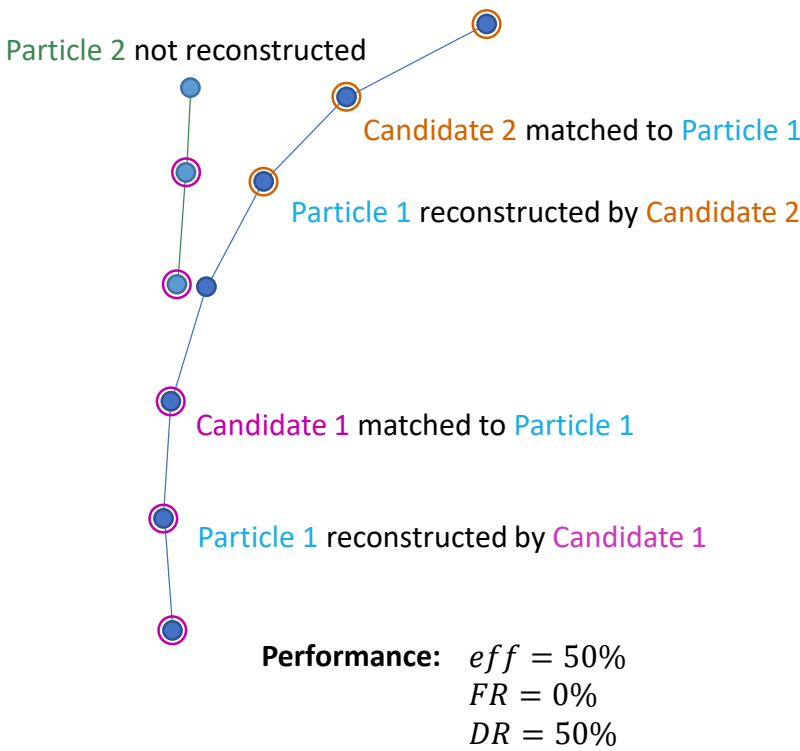 Particle 2 not reconstructed
Candidate 2 matched to Particle 1
Particle 1 reconstructed by Candidate 2
Candidate 1 matched to Particle 1
Particle 1 reconstructed by Candidate 1
Performance: eff = 50%
FR = 0%
DR = 50%